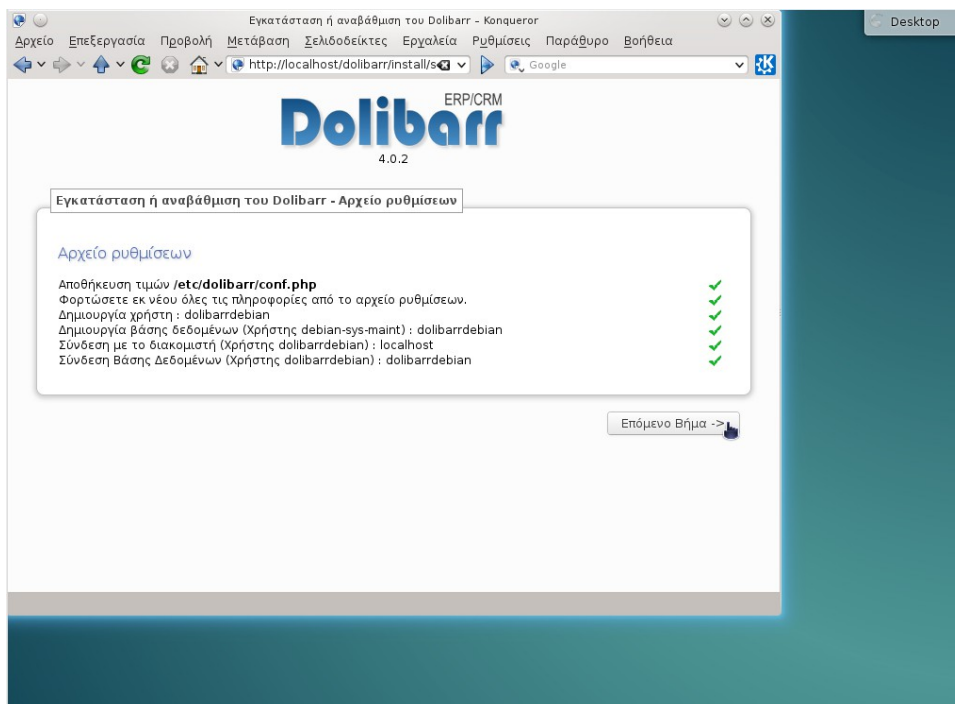 Εγκατάσταση ή αναβάθμιση του Dolibarr – Konqueror
Desktop
Αρχείο Επεξεργασία Προβολή Μετάβαση Σελιδοδείκτες Εργαλεία Ρυθμίσεις Παράθυρο Βοήθεια
http://localhost/dolibarr/install/s
Google
ERP/CRM
Dolibarr
4.0.2
Εγκατάσταση ή αναβάθμιση του Dolibarr - Αρχείο ρυθμίσεων
Αρχείο ρυθμίσεων
Αποθήκευση τιμών /etc/dolibarr/conf.php
Φορτώσετε εκ νέου όλες τις πληροφορίες από το αρχείο ρυθμίσεων.
Δημιουργία χρήστη : dolibarrdebian
Δημιουργία βάσης δεδομένων (Χρήστης debian-sys-maint) : dolibarrdebian
Σύνδεση με το διακομιστή (Χρήστης dolibarrdebian) : localhost
Σύνδεση Βάσης Δεδομένων (Χρήστης dolibarrdebian) : dolibarrdebian
Επόμενο Βήμα ->